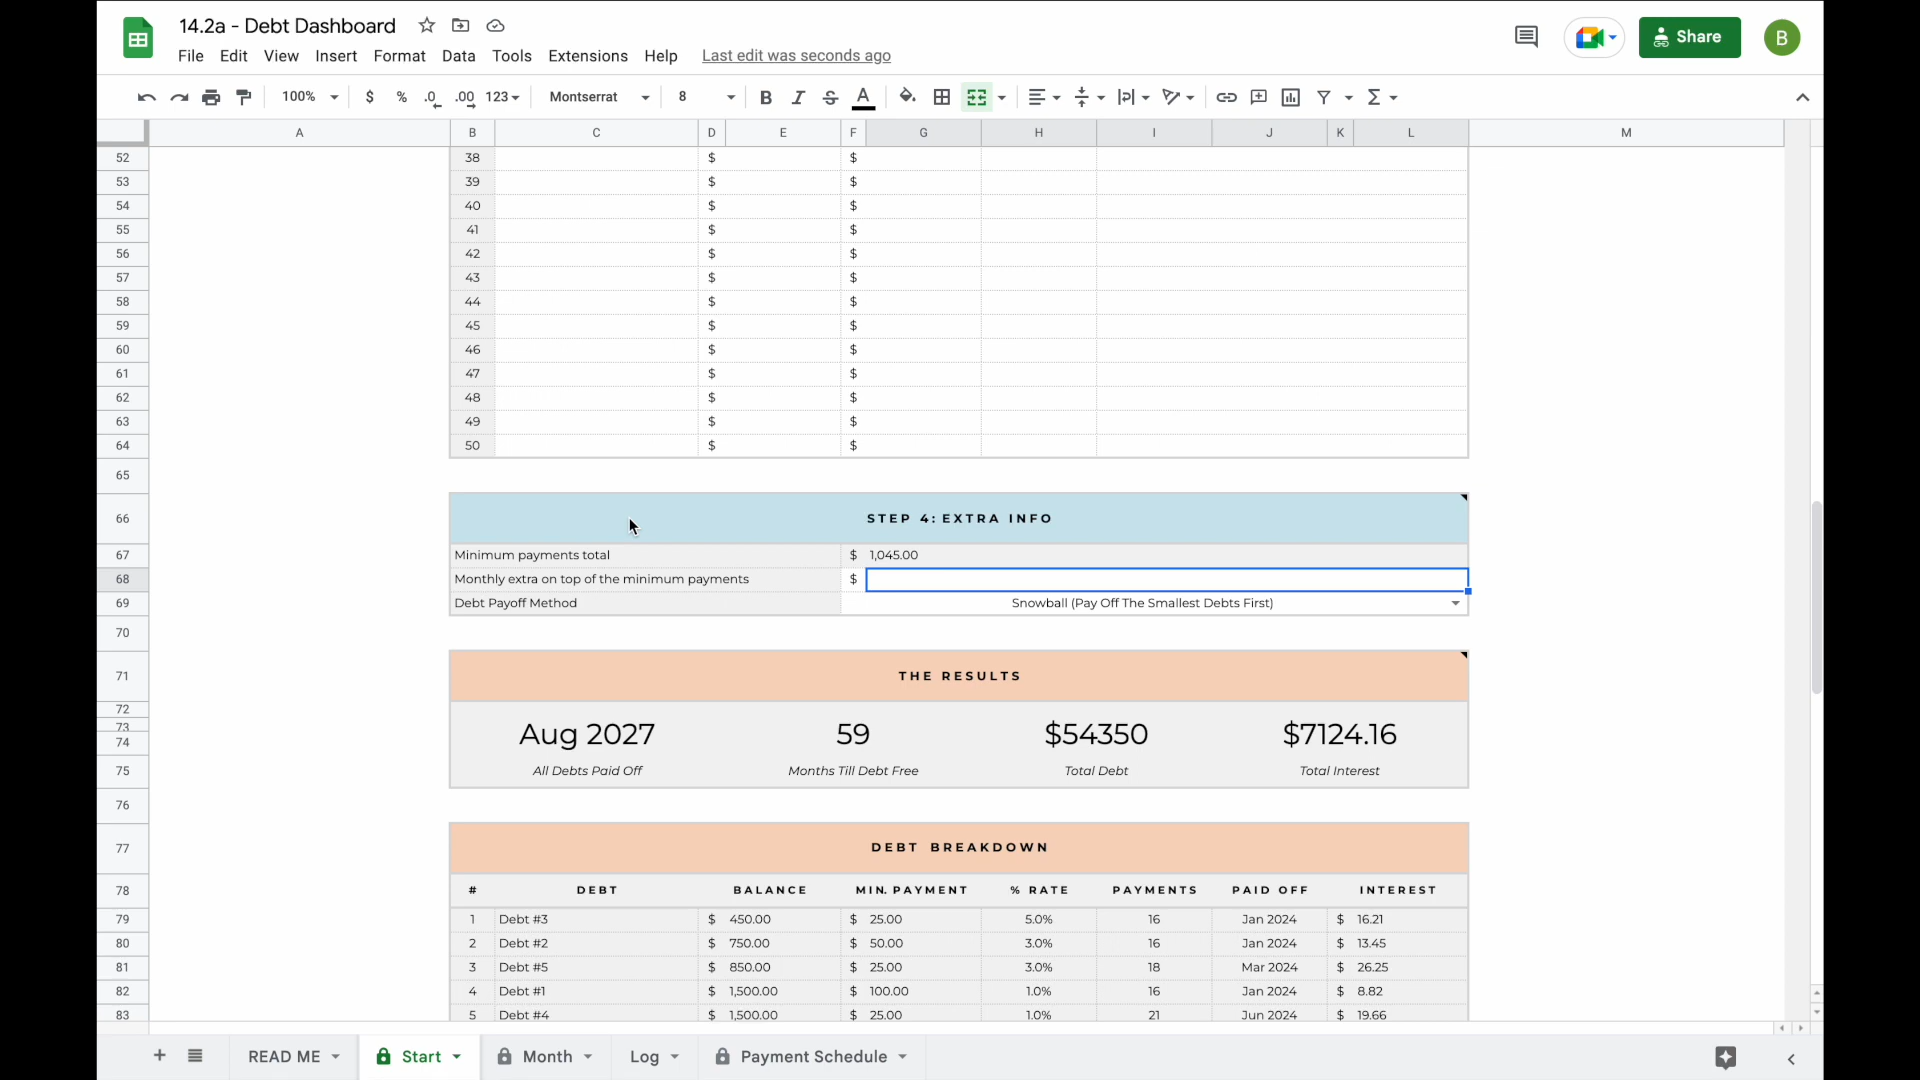 14.2a - Debt Dashboard
File Edit View Insert Format Data Tools Extensions Help Last edit was seconds ago
Share
B
100% $ % .0 .00 123 Montserrat 8 B I S A
A B C D E F G H I J K L M
52 38 $ $
53 39 $ $
54 40 $ $
55 41 $ $
56 42 $ $
57 43 $ $
58 44 $ $
59 45 $ $
60 46 $ $
61 47 $ $
62 48 $ $
63 49 $ $
64 50 $ $
65
66 STEP 4: EXTRA INFO
67 Minimum payments total $ 1,045.00
68 Monthly extra on top of the minimum payments $
69 Debt Payoff Method Snowball (Pay Off The Smallest Debts First)
70
71 THE RESULTS
72
73
74 Aug 2027 59 $54350 $7124.16
75 All Debts Paid Off Months Till Debt Free Total Debt Total Interest
76
77 DEBT BREAKDOWN
78 # DEBT BALANCE MIN. PAYMENT % RATE PAYMENTS PAID OFF INTEREST
79 1 Debt #3 $ 450.00 $ 25.00 5.0% 16 Jan 2024 $ 16.21
80 2 Debt #2 $ 750.00 $ 50.00 3.0% 16 Jan 2024 $ 13.45
81 3 Debt #5 $ 850.00 $ 25.00 3.0% 18 Mar 2024 $ 26.25
82 4 Debt #1 $ 1,500.00 $ 100.00 1.0% 16 Jan 2024 $ 8.82
83 5 Debt #4 $ 1,500.00 $ 25.00 1.0% 21 Jun 2024 $ 19.66
READ ME Start Month Log Payment Schedule